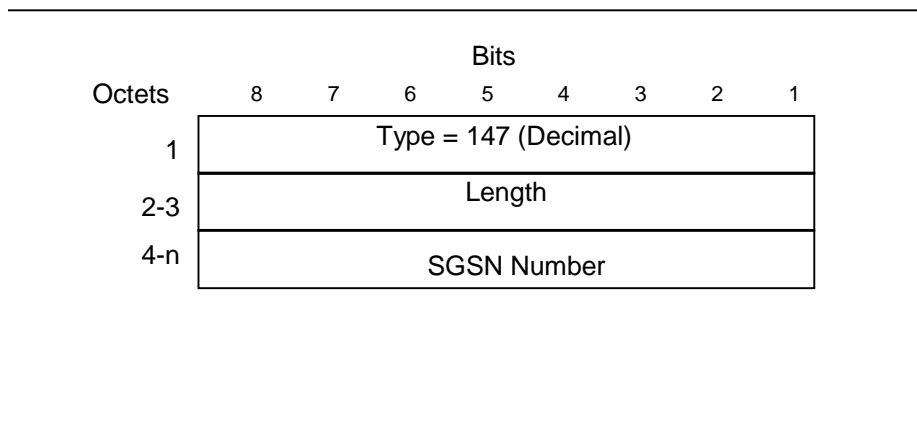 Bits
Octets 8 7 6 5 4 3 2 1
1 Type = 147 (Decimal)
2-3 Length
4-n SGSN Number